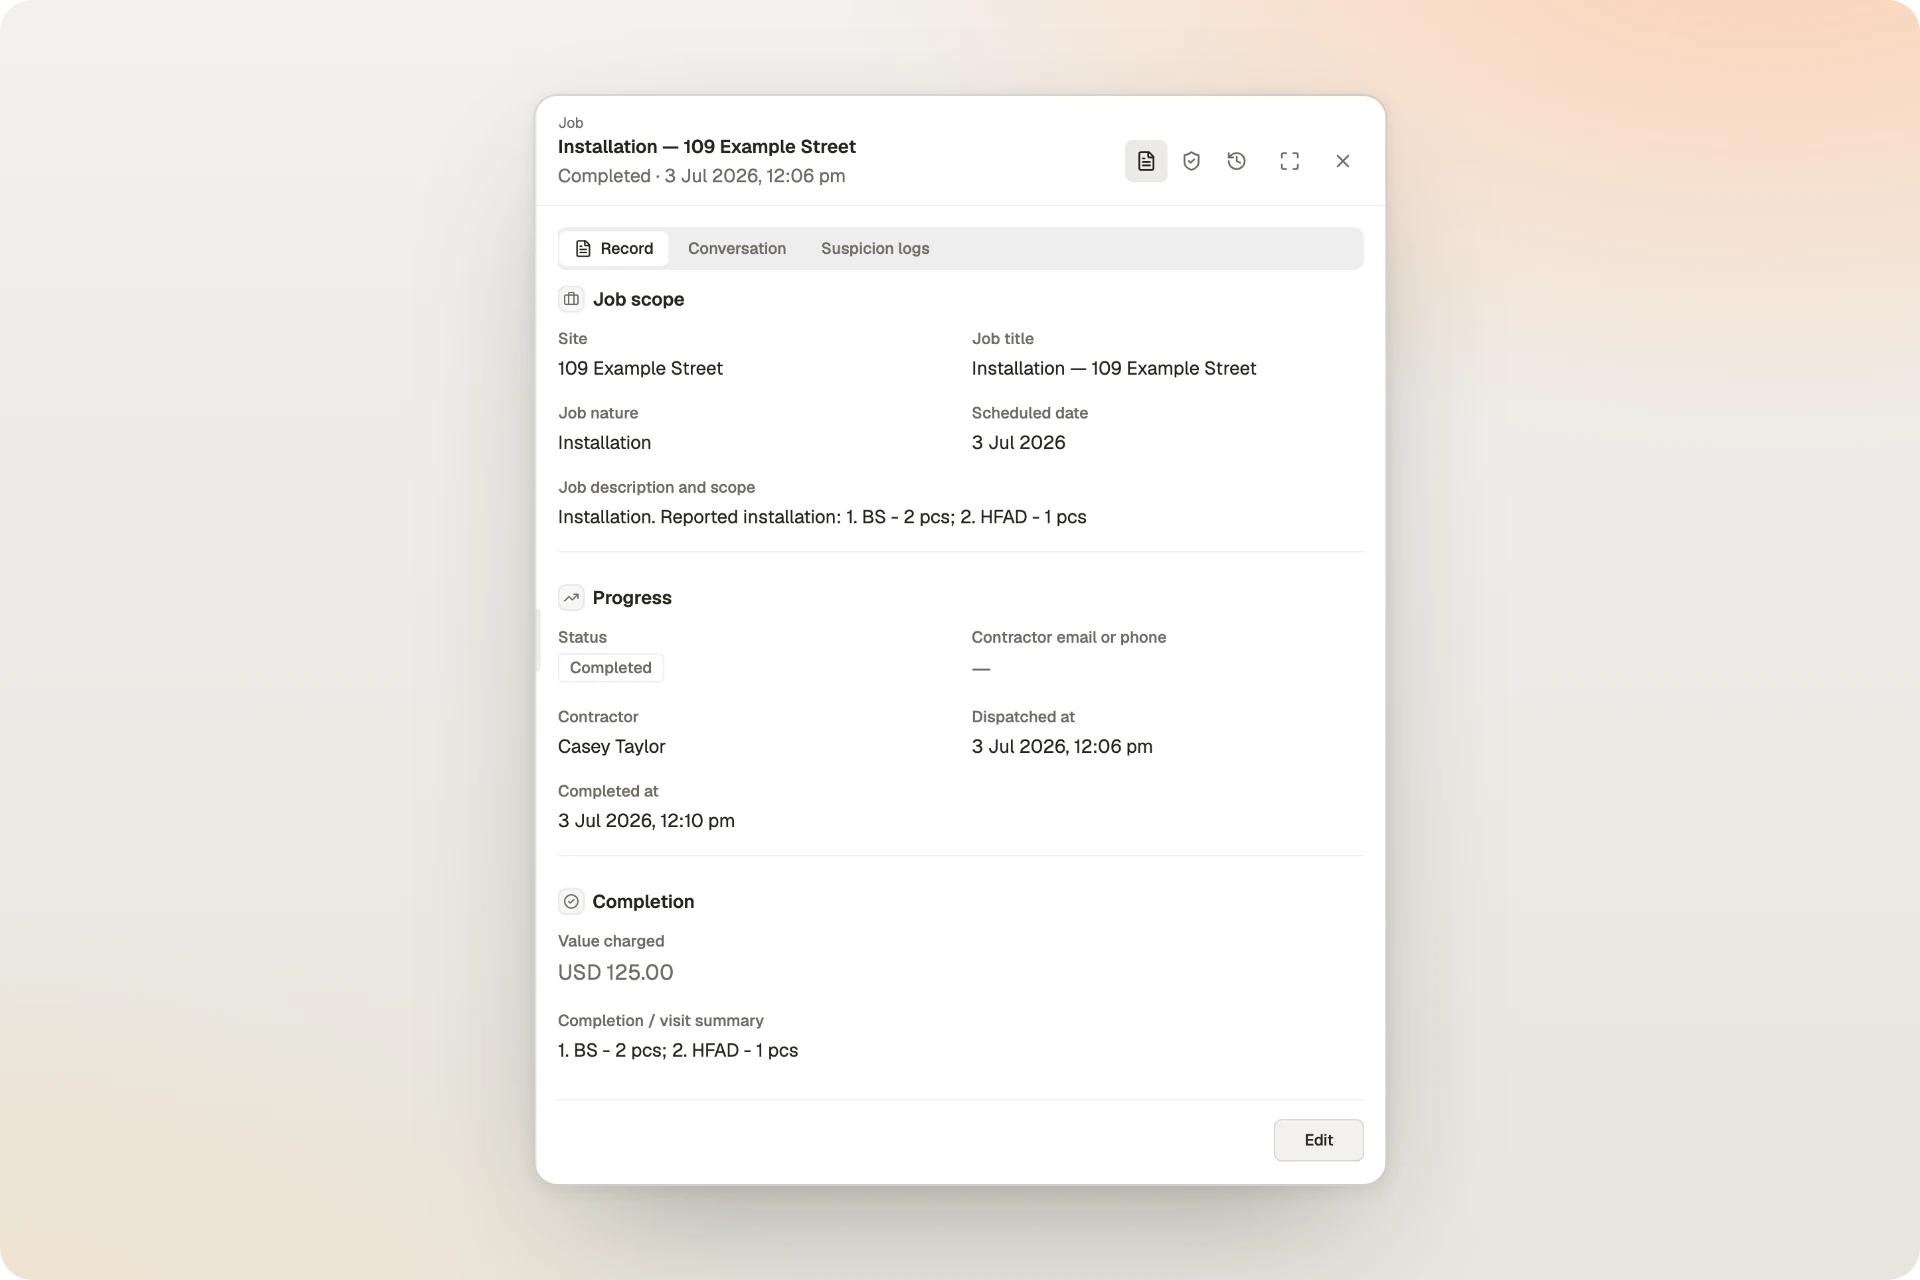 Job
Installation — 109 Example Street
Completed · 3 Jul 2026, 12:06 pm
Record
Conversation
Suspicion logs
Job scope
Site
109 Example Street
Job title
Installation — 109 Example Street
Job nature
Installation
Scheduled date
3 Jul 2026
Job description and scope
Installation. Reported installation: 1. BS - 2 pcs; 2. HFAD - 1 pcs
Progress
Status
Completed
Contractor email or phone
—
Contractor
Casey Taylor
Dispatched at
3 Jul 2026, 12:06 pm
Completed at
3 Jul 2026, 12:10 pm
Completion
Value charged
USD 125.00
Completion / visit summary
1. BS - 2 pcs; 2. HFAD - 1 pcs
Edit